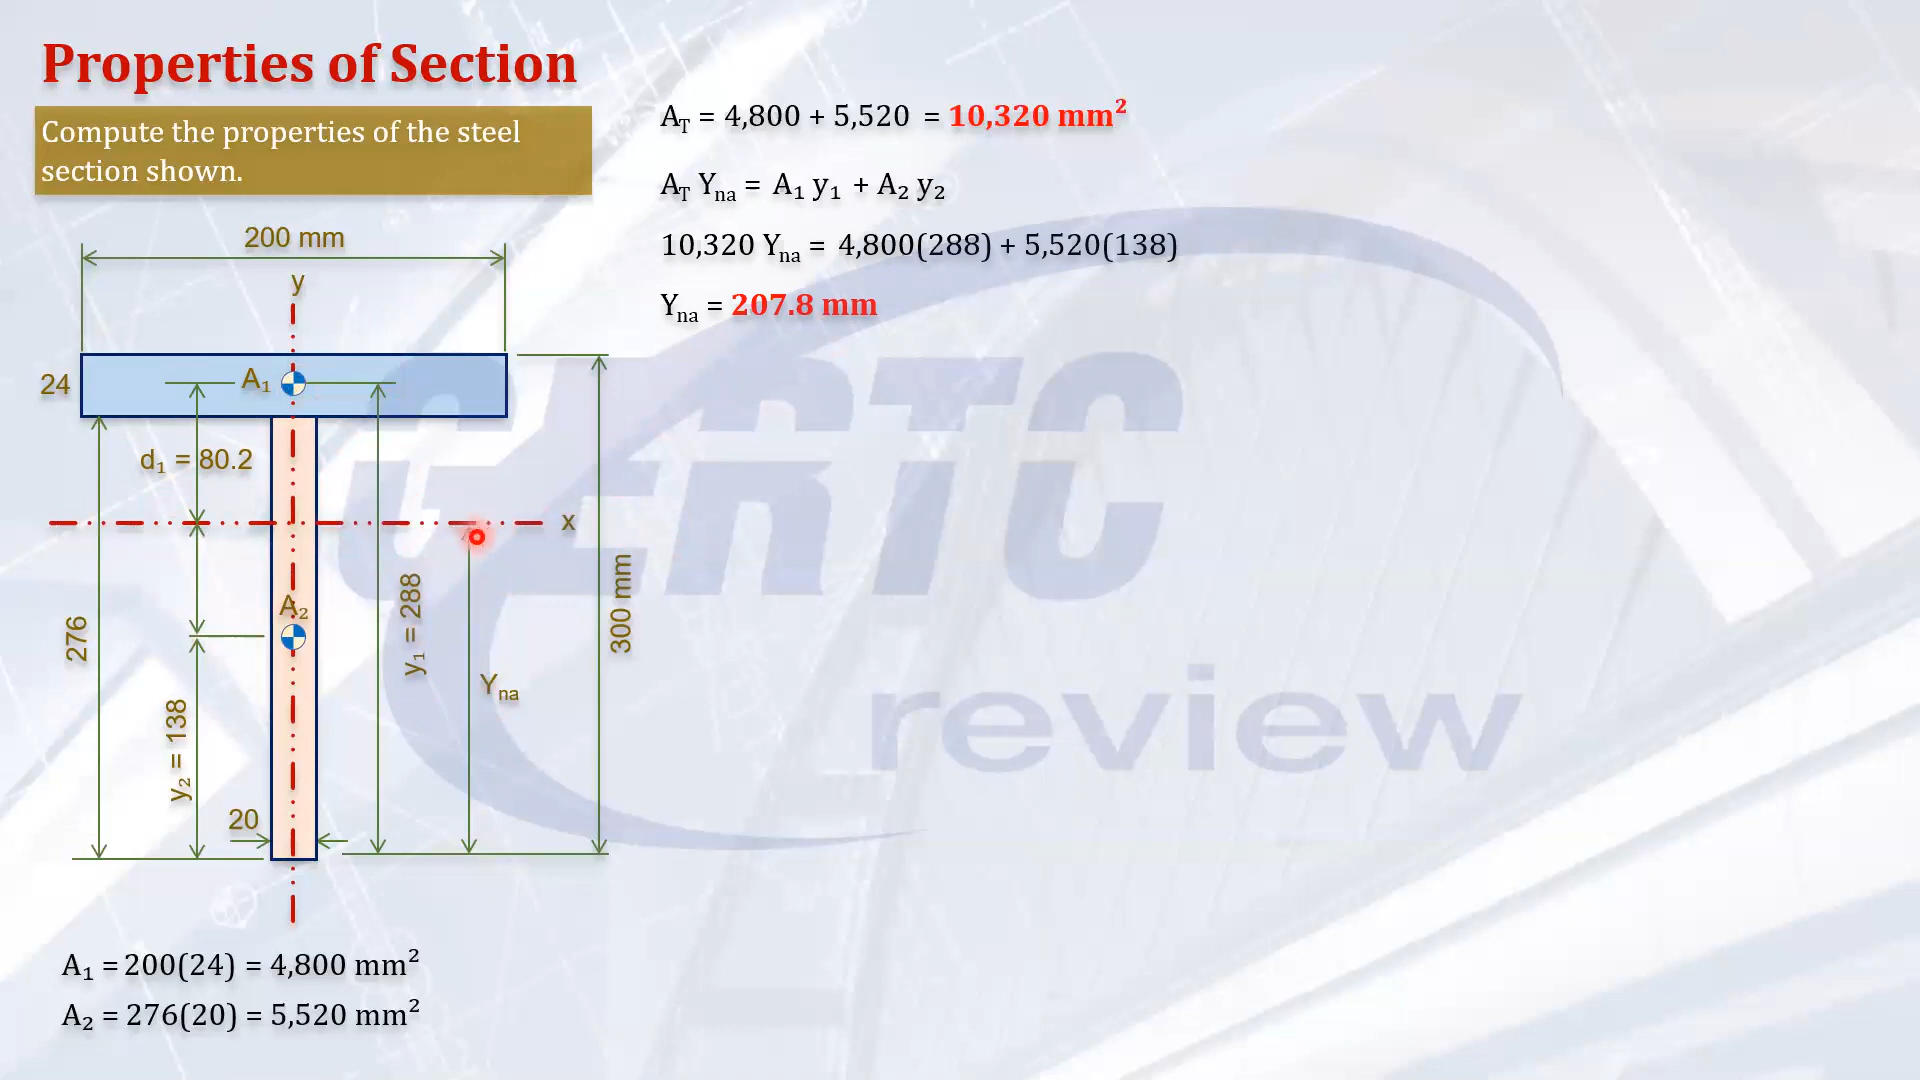 Properties of Section
Compute the properties of the steel
section shown.
A_T = 4,800 + 5,520 = 10,320 mm²
A_T Y_na = A₁ y₁ + A₂ y₂
10,320 Y_na = 4,800(288) + 5,520(138)
Y_na = 207.8 mm
200 mm
y
24
A₁
d₁ = 80.2
x
A₂
276
y₁ = 288
300 mm
Y_na
y₂ = 138
20
A₁ = 200(24) = 4,800 mm²
A₂ = 276(20) = 5,520 mm²
CERTC
review